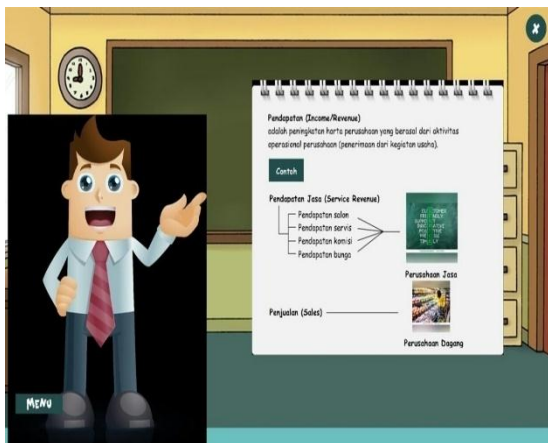 x
Pendapatan (Income/Revenue)
adalah peningkatan harta perusahaan yang berasal dari aktivitas
operasional perusahaan (penerimaan dari kegiatan usaha).
Contoh
Pendapatan Jasa (Service Revenue)
Pendapatan salon
Pendapatan servis
Pendapatan komisi
Pendapatan bunga
Perusahaan Jasa
Penjualan (Sales)
Perusahaan Dagang
MENU